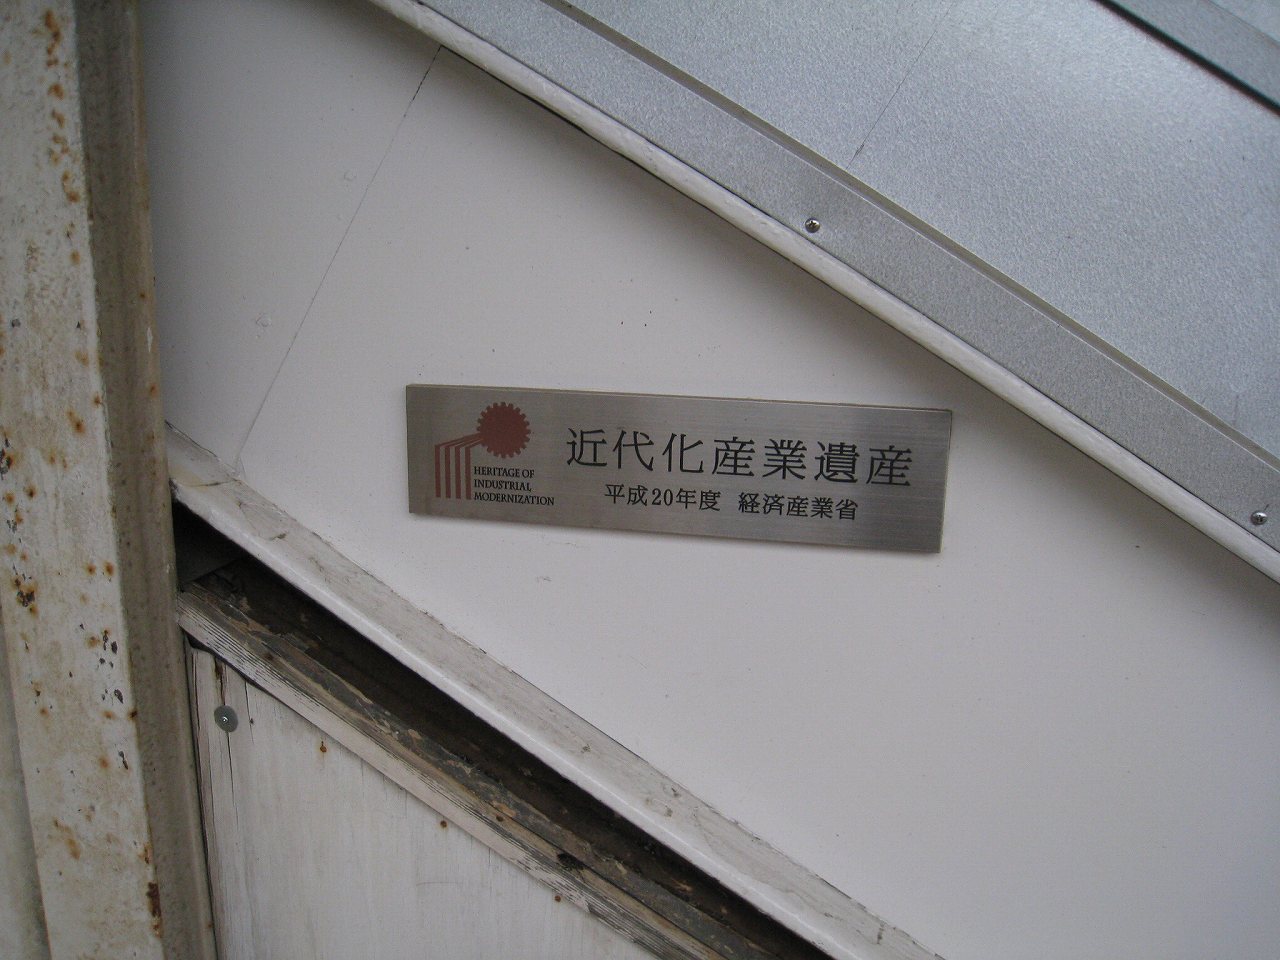 近代化産業遺産
平成20年度 経済産業省
HERITAGE OF
INDUSTRIAL
MODERNIZATION